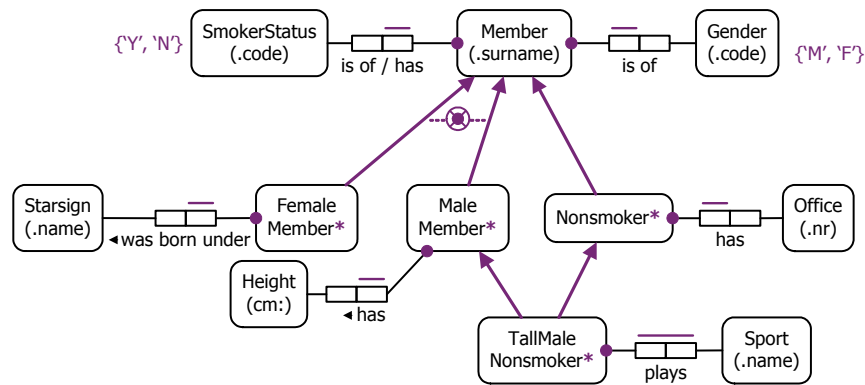 {‘Y’, ‘N’}
SmokerStatus
(.code)
is of / has
Member
(.surname)
is of
Gender
(.code)
{‘M’, ‘F’}
Starsign
(.name)
◂was born under
Female
Member*
Male
Member*
Nonsmoker*
has
Office
(.nr)
Height
(cm:)
◂ has
TallMale
Nonsmoker*
plays
Sport
(.name)